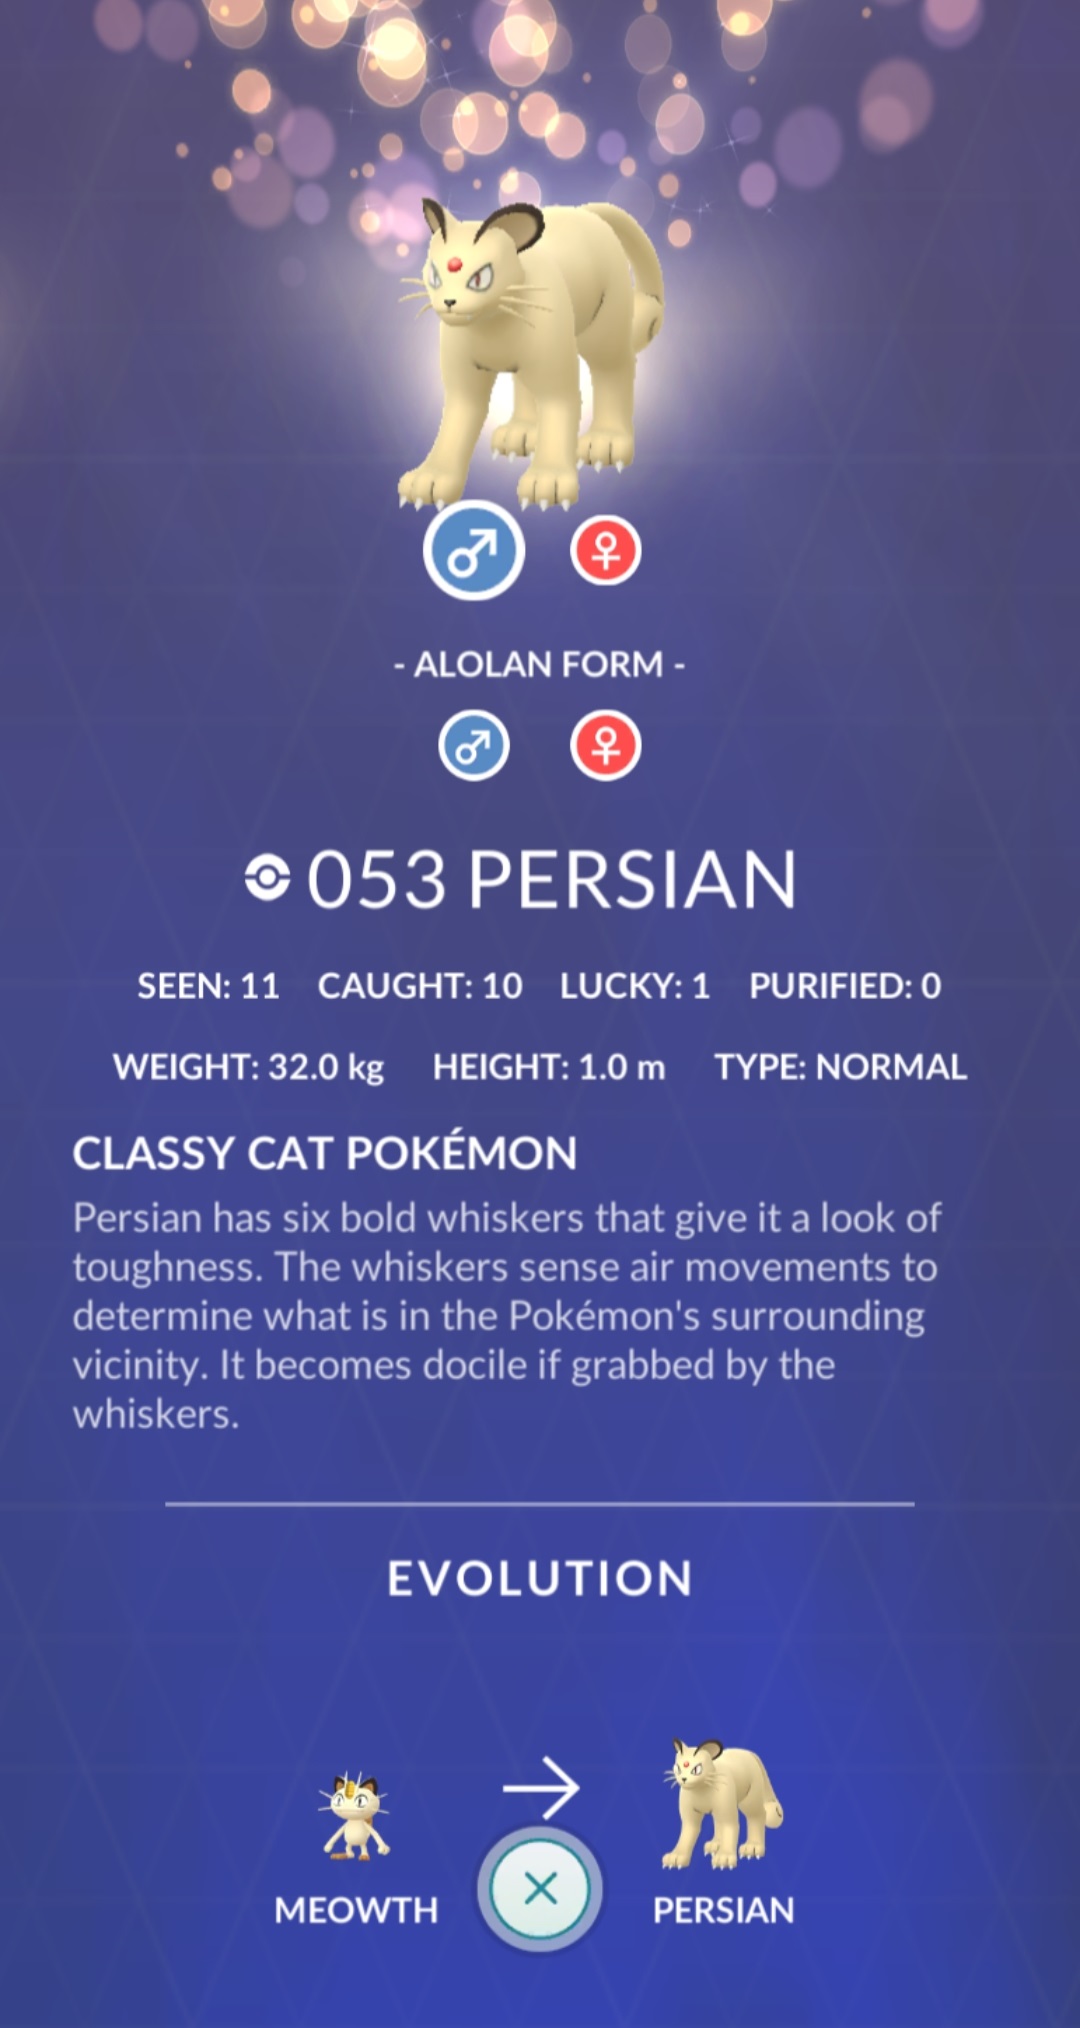 - ALOLAN FORM -
053 PERSIAN
SEEN: 11 CAUGHT: 10 LUCKY: 1 PURIFIED: 0
WEIGHT: 32.0 kg HEIGHT: 1.0 m TYPE: NORMAL
CLASSY CAT POKÉMON
Persian has six bold whiskers that give it a look of
toughness. The whiskers sense air movements to
determine what is in the Pokémon's surrounding
vicinity. It becomes docile if grabbed by the
whiskers.
EVOLUTION
MEOWTH PERSIAN